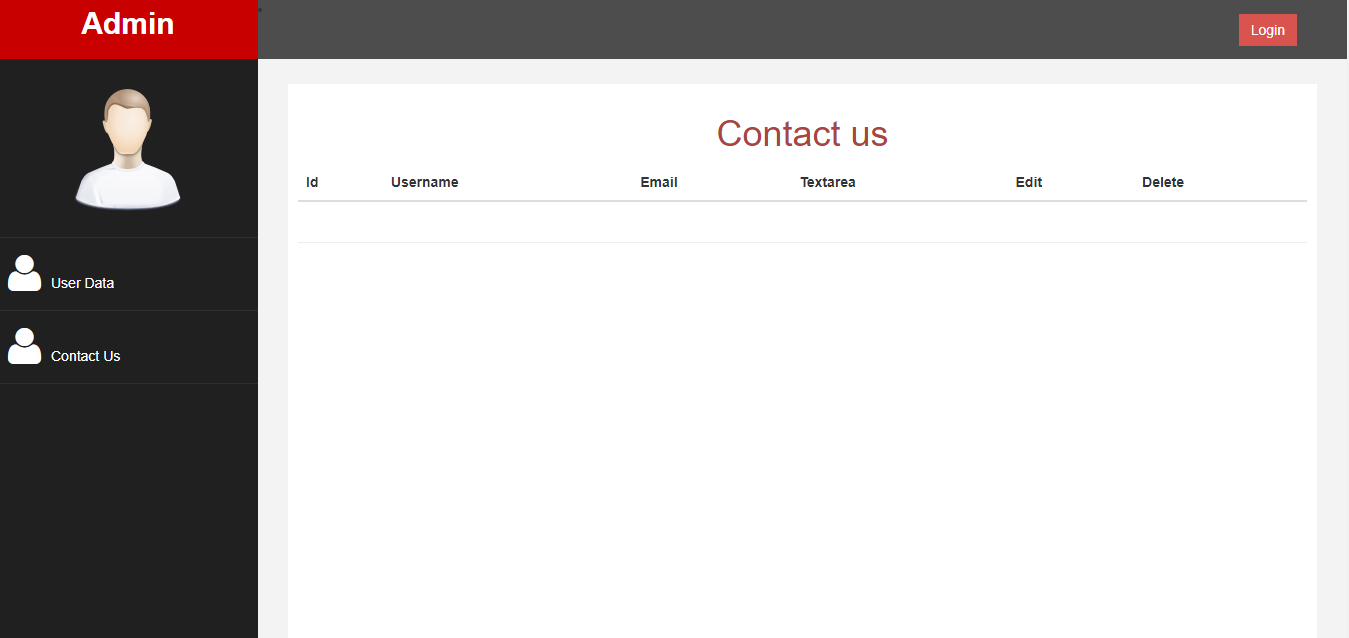 Admin
Login
User Data
Contact Us
Contact us
Id Username Email Textarea Edit Delete